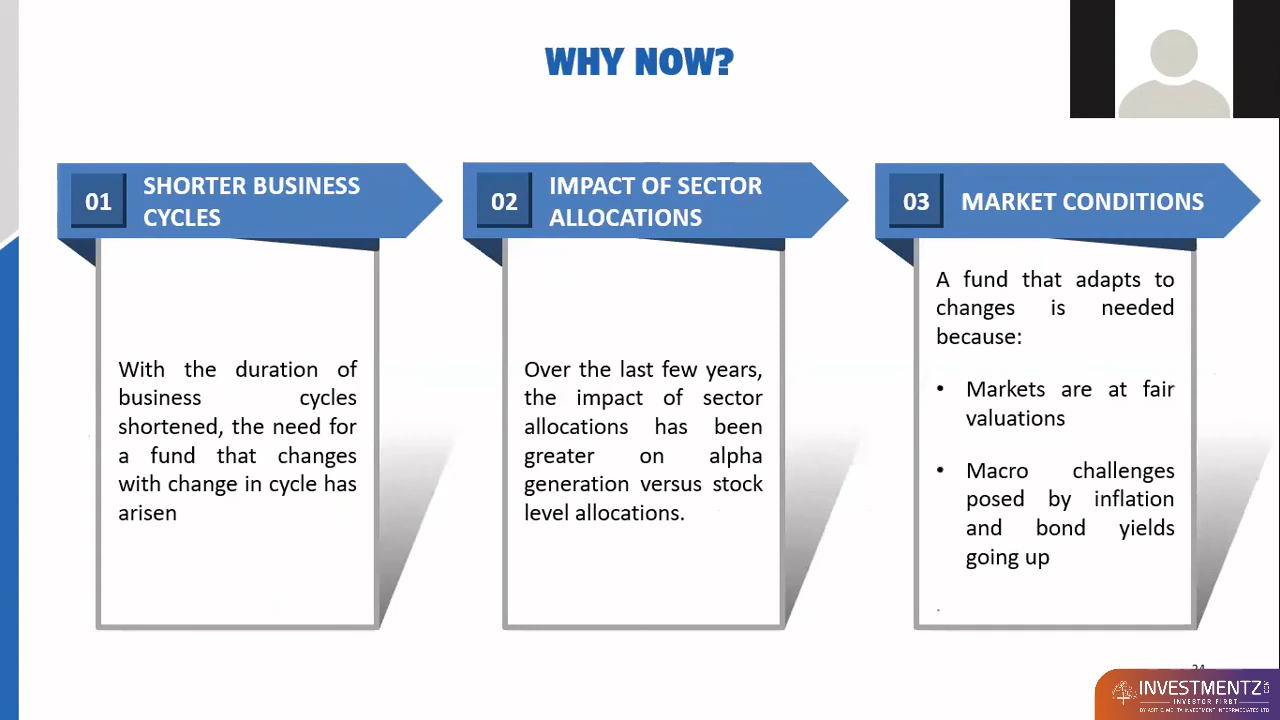 WHY NOW?
01
SHORTER BUSINESS
CYCLES
With the duration of
business cycles
shortened, the need for
a fund that changes
with change in cycle has
arisen
02
IMPACT OF SECTOR
ALLOCATIONS
Over the last few years,
the impact of sector
allocations has been
greater on alpha
generation versus stock
level allocations.
03
MARKET CONDITIONS
A fund that adapts to
changes is needed
because:
• Markets are at fair
valuations
• Macro challenges
posed by inflation
and bond yields
going up
.
INVESTMENTZ